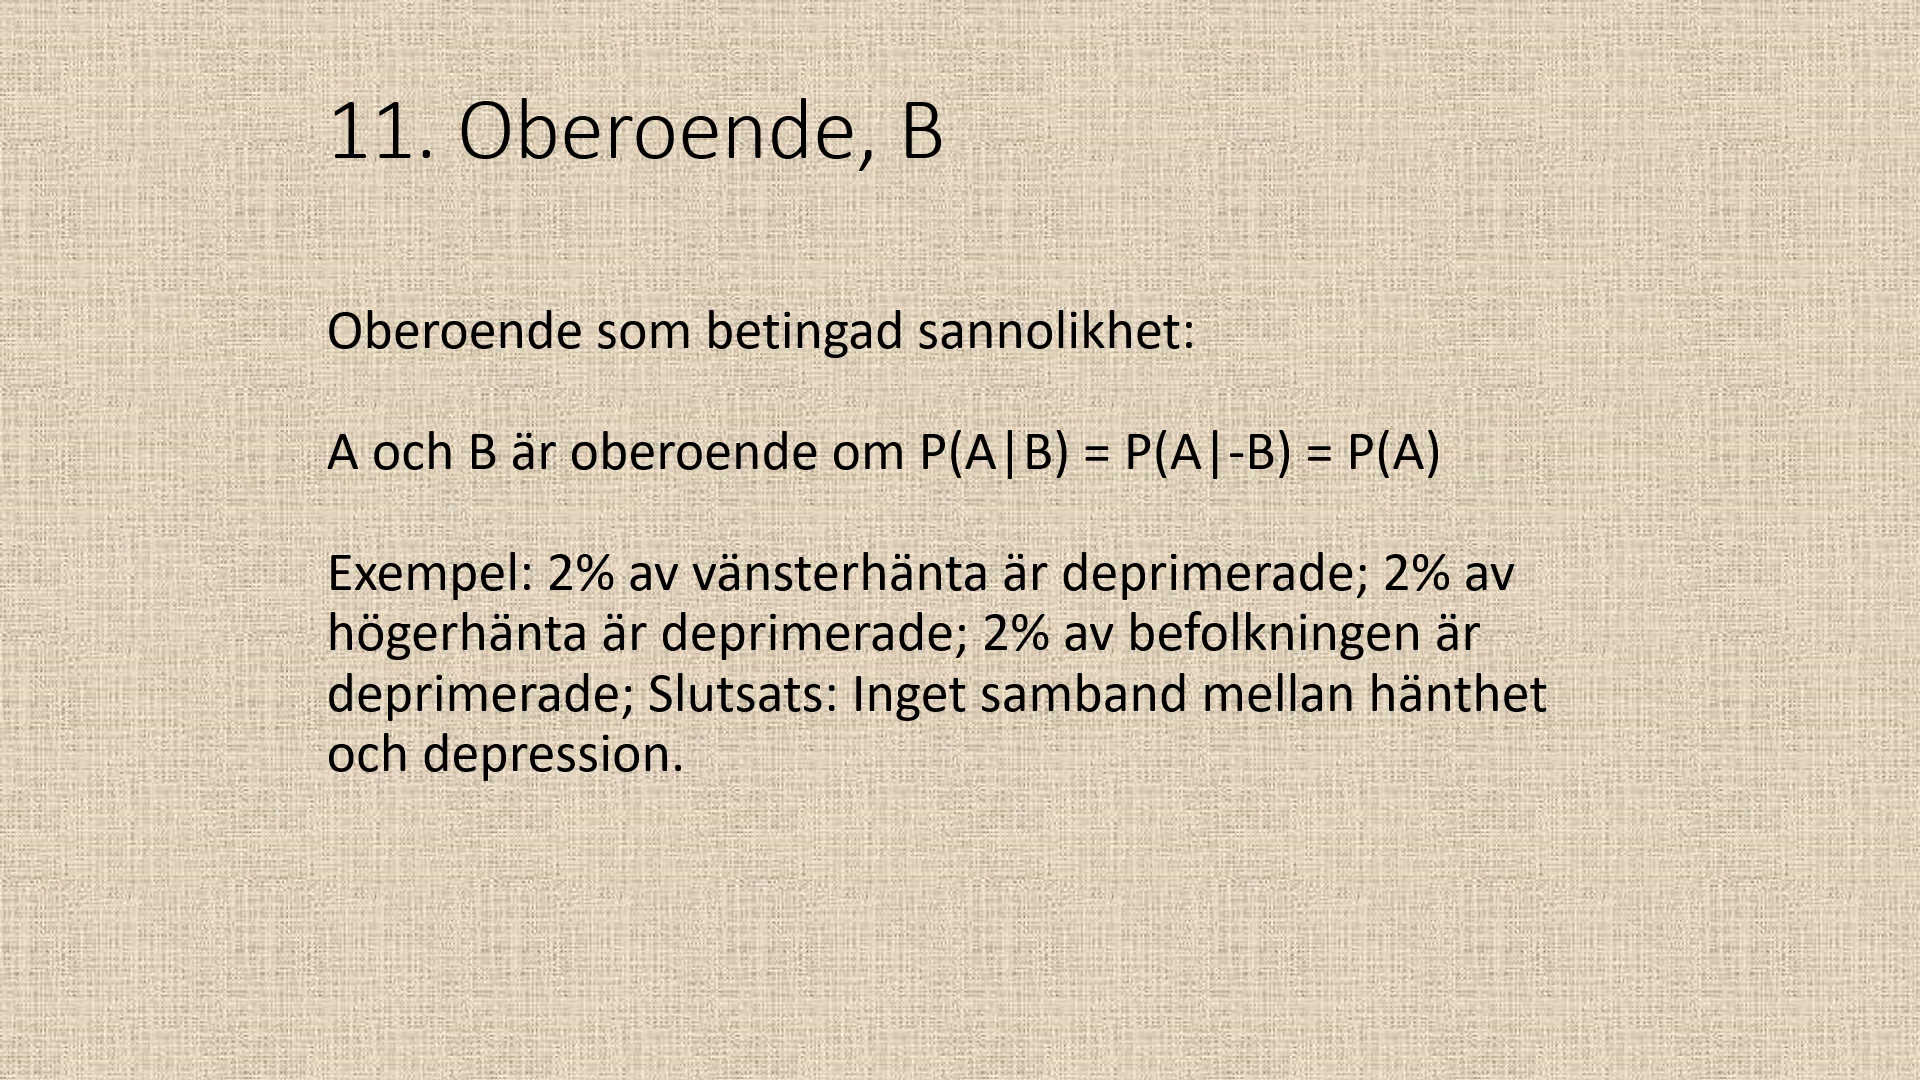 11. Oberoende, B
Oberoende som betingad sannolikhet:
A och B är oberoende om P(A|B) = P(A|-B) = P(A)
Exempel: 2% av vänsterhänta är deprimerade; 2% av
högerhänta är deprimerade; 2% av befolkningen är
deprimerade; Slutsats: Inget samband mellan hänthet
och depression.